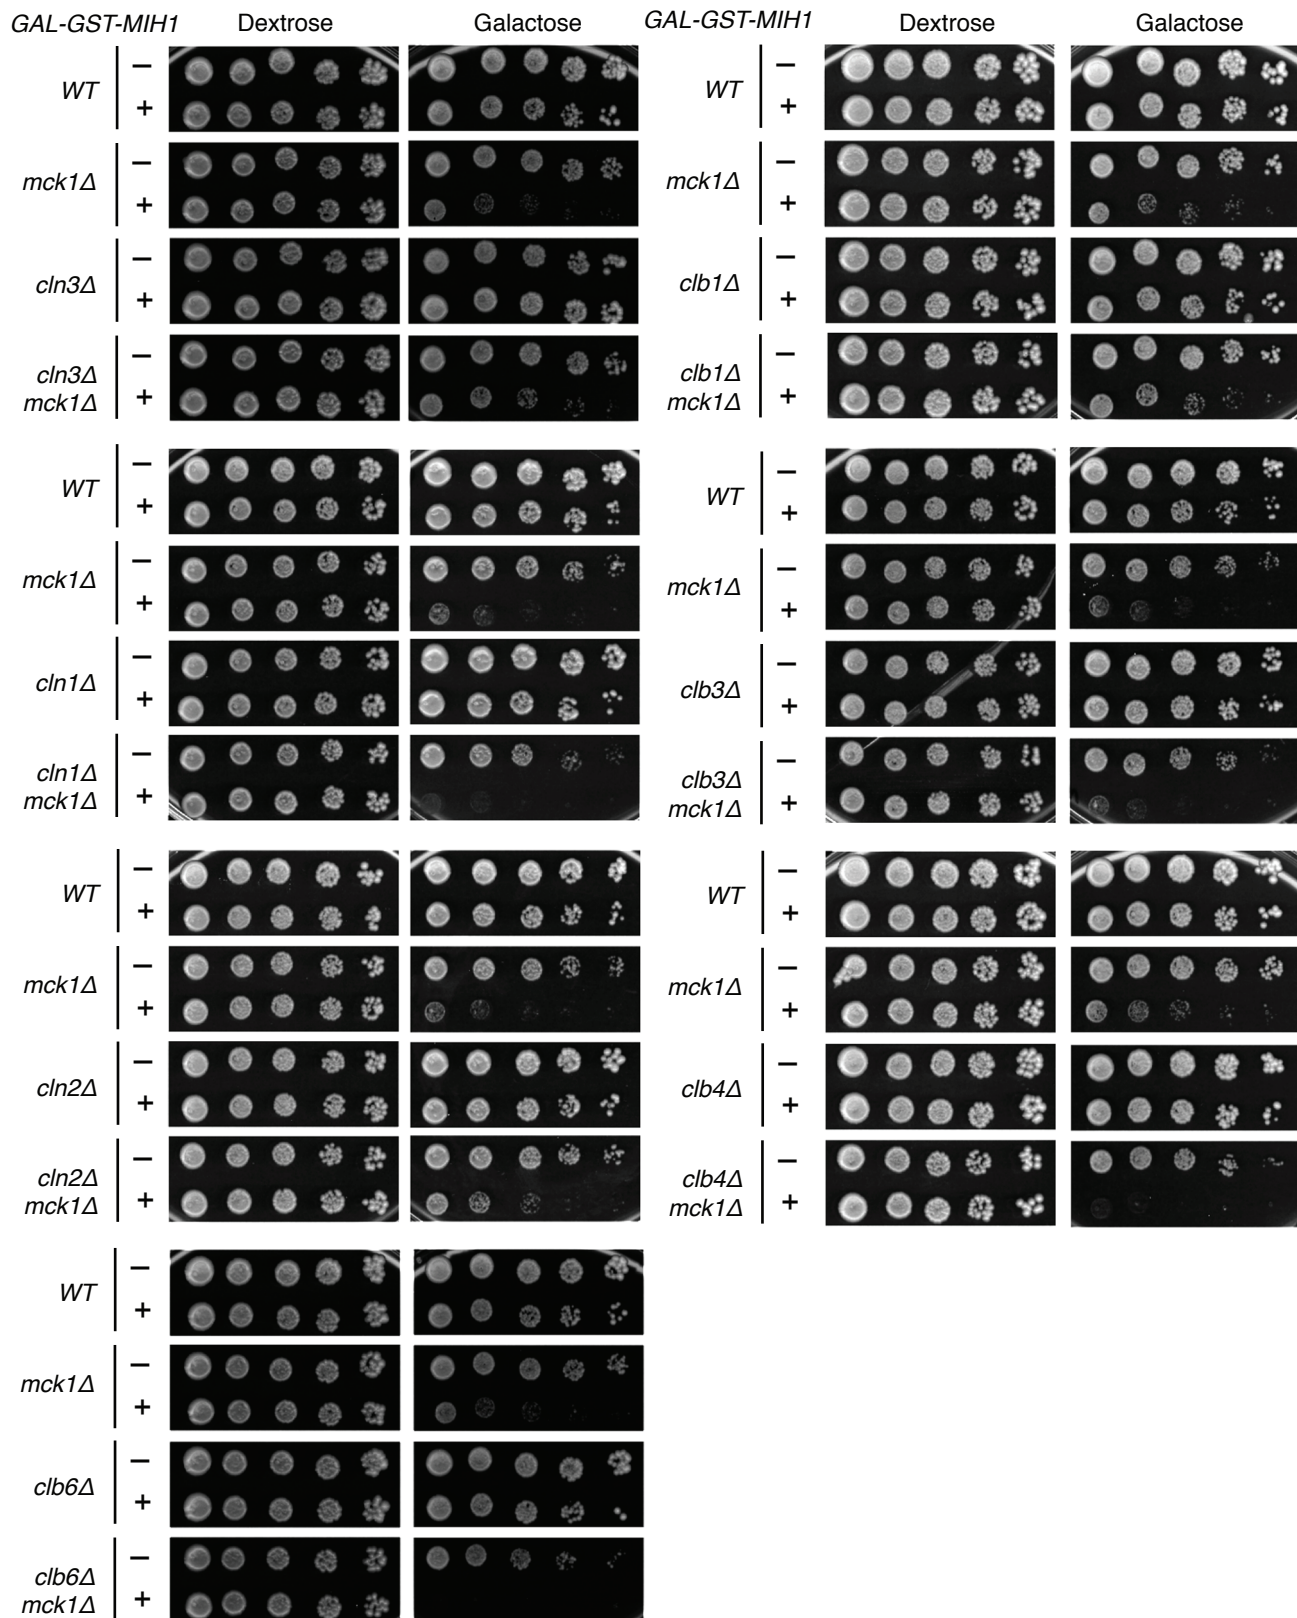 GAL-GST-MIH1 Dextrose Galactose
WT − +
mck1Δ − +
cln3Δ − +
cln3Δ −
mck1Δ +
WT − +
mck1Δ − +
cln1Δ − +
cln1Δ −
mck1Δ +
WT − +
mck1Δ − +
cln2Δ − +
cln2Δ −
mck1Δ +
WT − +
mck1Δ − +
clb6Δ − +
clb6Δ −
mck1Δ +
GAL-GST-MIH1 Dextrose Galactose
WT − +
mck1Δ − +
clb1Δ − +
clb1Δ −
mck1Δ +
WT − +
mck1Δ − +
clb3Δ − +
clb3Δ −
mck1Δ +
WT − +
mck1Δ − +
clb4Δ − +
clb4Δ −
mck1Δ +